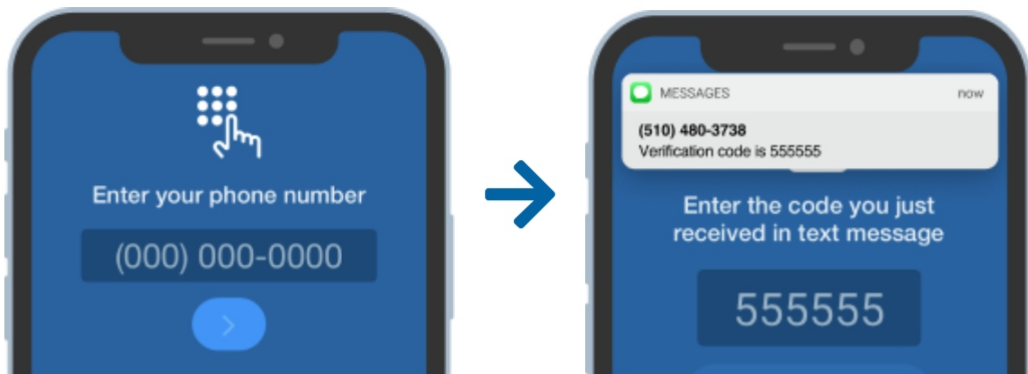 Enter your phone number
(000) 000-0000
MESSAGES now
(510) 480-3738
Verification code is 555555
Enter the code you just
received in text message
555555